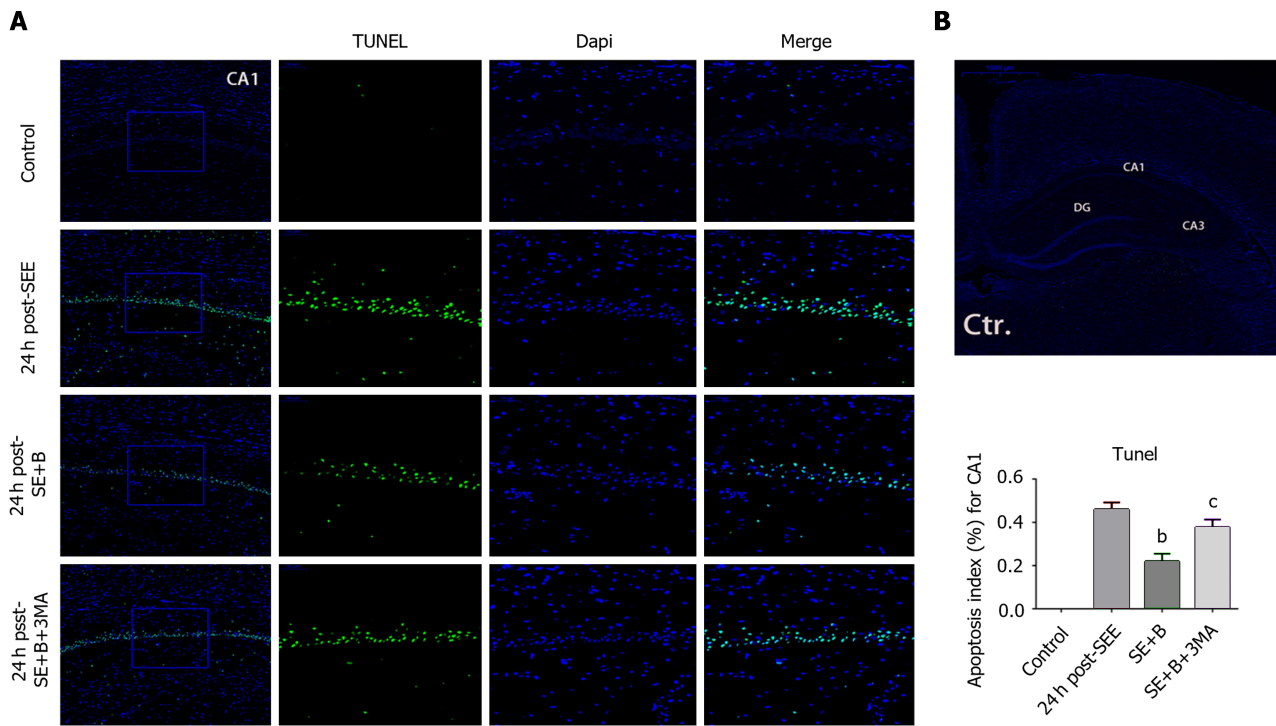 A
B
TUNEL
Dapi
Merge
Control
CA1
24 h post-SEE
24 h post-
SE+B
24 h psst-
SE+B+3MA
1000 µm
CA1
DG
CA3
Ctr.
Tunel
Apoptosis index (%) for CA1
0.6
0.4
0.2
0.0
b
c
Control
24 h post-SEE
SE+B
SE+B+3MA